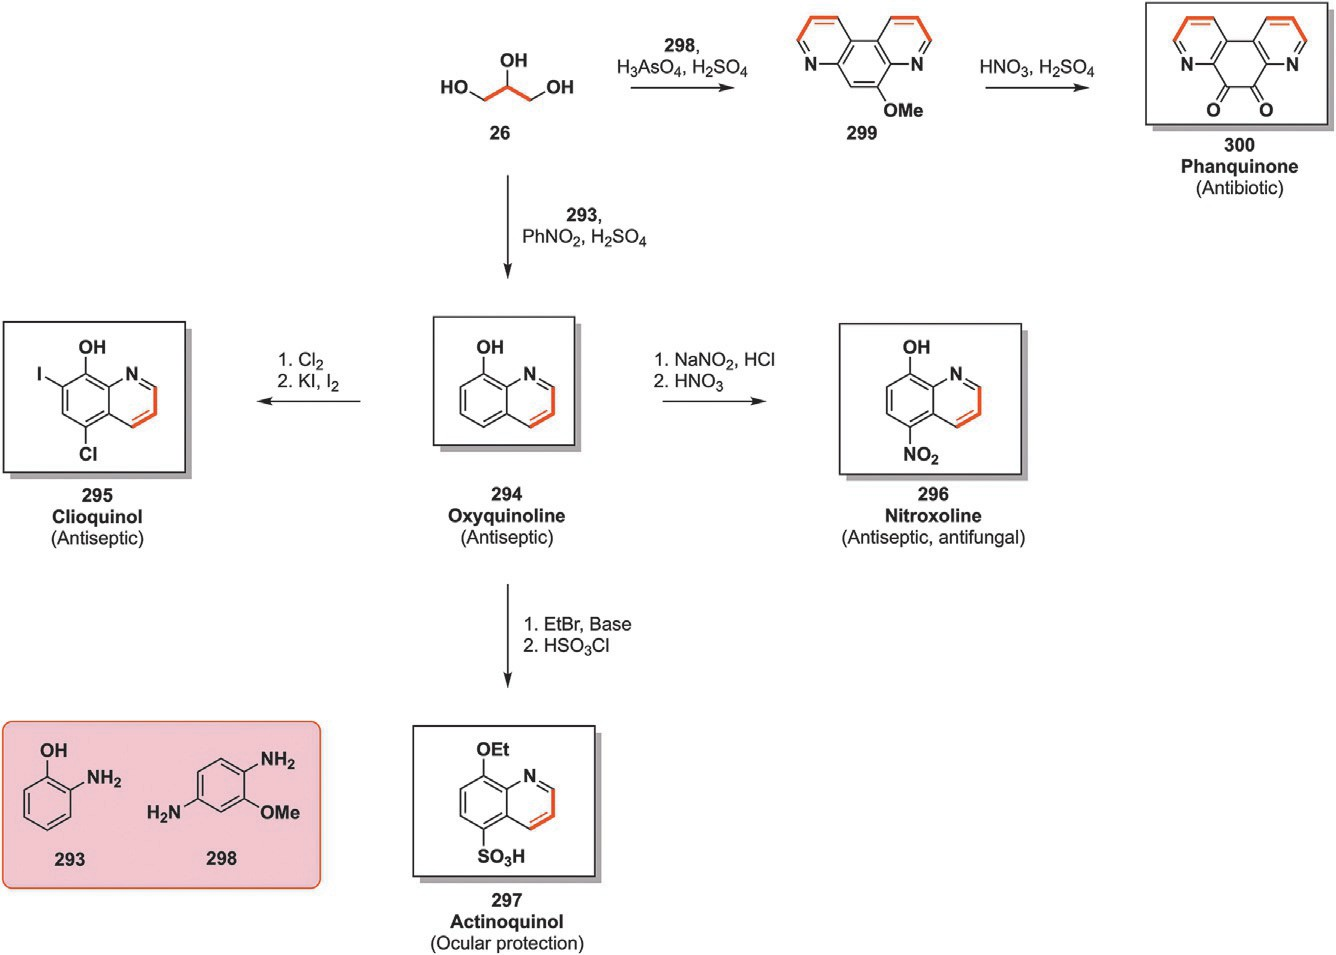 HO
OH
OH
26
298,
H3AsO4, H2SO4
N
N
OMe
299
HNO3, H2SO4
N
N
O
O
300
Phanquinone
(Antibiotic)
293,
PhNO2, H2SO4
OH
I
N
Cl
295
Clioquinol
(Antiseptic)
1. Cl2
2. KI, I2
OH
N
294
Oxyquinoline
(Antiseptic)
1. NaNO2, HCl
2. HNO3
OH
N
NO2
296
Nitroxoline
(Antiseptic, antifungal)
1. EtBr, Base
2. HSO3Cl
OH
NH2
293
NH2
H2N
OMe
298
OEt
N
SO3H
297
Actinoquinol
(Ocular protection)